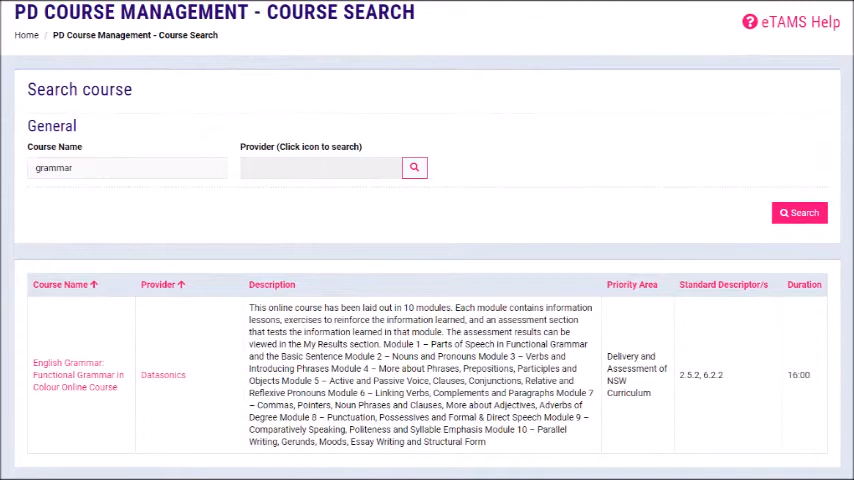 PD COURSE MANAGEMENT - COURSE SEARCH
eTAMS Help
Home / PD Course Management - Course Search
Search course
General
Course Name
Provider (Click icon to search)
grammar
Search
Course Name
Provider
Description
Priority Area
Standard Descriptor/s
Duration
English Grammar:
Functional Grammar in
Colour Online Course
Datasonics
This online course has been laid out in 10 modules. Each module contains information
lessons, exercises to reinforce the information learned, and an assessment section
that tests the information learned in that module. The assessment results can be
viewed in the My Results section. Module 1 – Parts of Speech in Functional Grammar
and the Basic Sentence Module 2 – Nouns and Pronouns Module 3 – Verbs and
Introducing Phrases Module 4 – More about Phrases, Prepositions, Participles and
Objects Module 5 – Active and Passive Voice, Clauses, Conjunctions, Relative and
Reflexive Pronouns Module 6 – Linking Verbs, Complements and Paragraphs Module 7
– Commas, Pointers, Noun Phrases and Clauses, More about Adjectives, Adverbs of
Degree Module 8 – Punctuation, Possessives and Formal & Direct Speech Module 9 –
Comparatively Speaking, Politeness and Syllable Emphasis Module 10 – Parallel
Writing, Gerunds, Moods, Essay Writing and Structural Form
Delivery and
Assessment of
NSW
Curriculum
2.5.2, 6.2.2
16:00